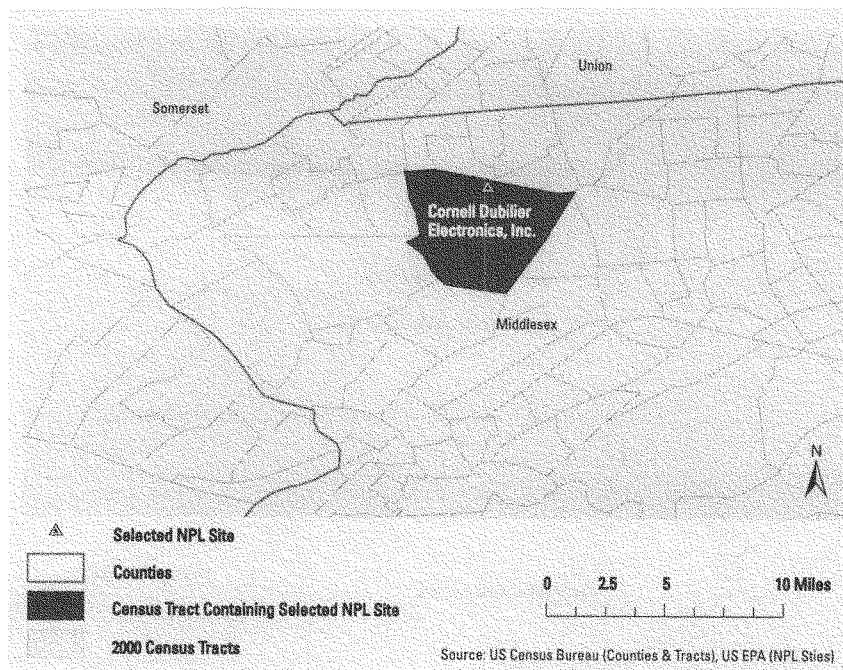 Union
Somerset
Cornell Dubilier
Electronics, Inc.
Middlesex
N
Selected NPL Site
Counties
Census Tract Containing Selected NPL Site
2000 Census Tracts
0 2.5 5 10 Miles
Source: US Census Bureau (Counties & Tracts), US EPA (NPL Sties)